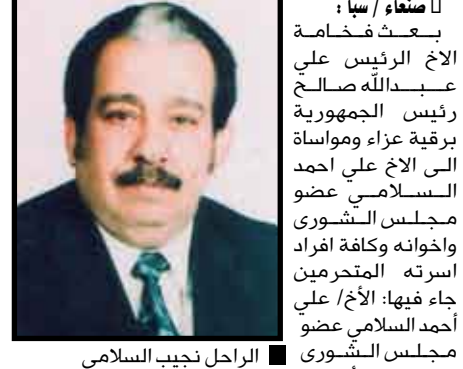 صنعاء / سبأ :
بعث فخامة
الاخ الرئيس علي
عبدالله صالح
رئيس الجمهورية
برقية عزاء ومواساة
الى الاخ علي احمد
السلامي عضو
مجلس الشورى
واخوانه وكافة افراد
اسرته المتحرمين
جاء فيها: الأخ/ علي
أحمد السلامي عضو
مجلس الشورى
الراحل نجيب السلامي